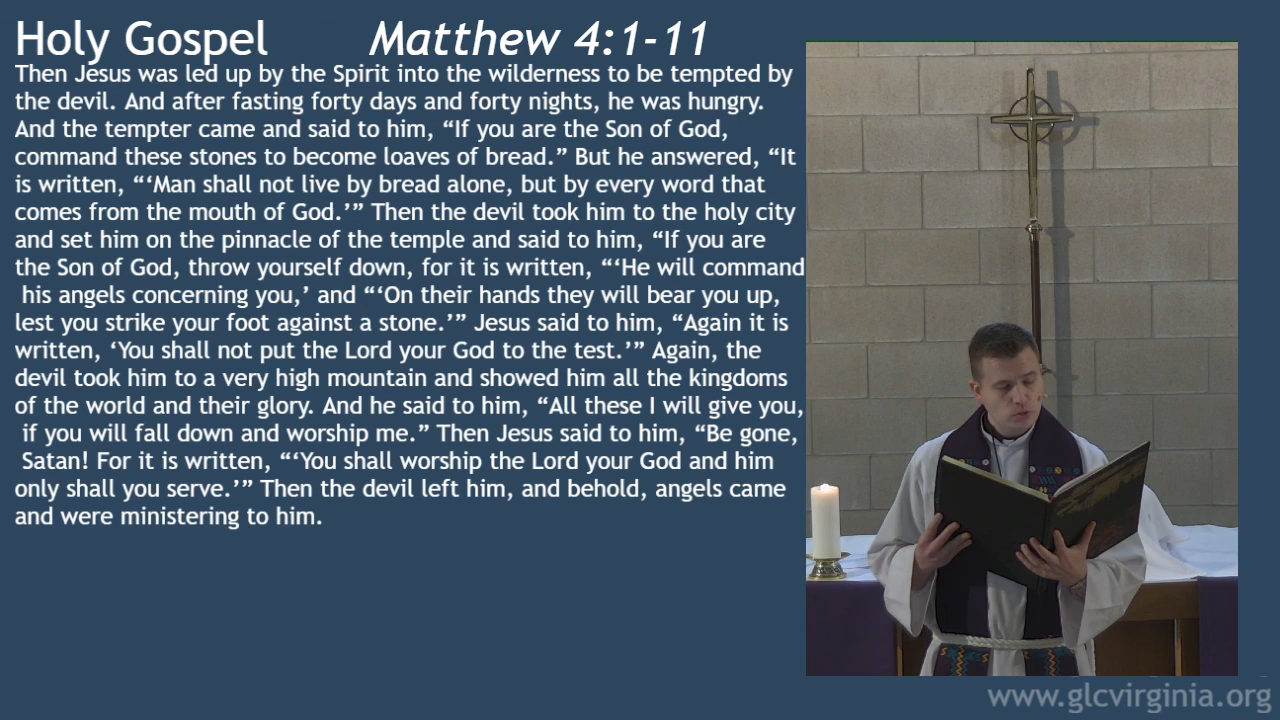 Holy Gospel Matthew 4:1-11
Then Jesus was led up by the Spirit into the wilderness to be tempted by
the devil. And after fasting forty days and forty nights, he was hungry.
And the tempter came and said to him, “If you are the Son of God,
command these stones to become loaves of bread.” But he answered, “It
is written, “‘Man shall not live by bread alone, but by every word that
comes from the mouth of God.’” Then the devil took him to the holy city
and set him on the pinnacle of the temple and said to him, “If you are
the Son of God, throw yourself down, for it is written, “‘He will command
his angels concerning you,’ and “‘On their hands they will bear you up,
lest you strike your foot against a stone.’” Jesus said to him, “Again it is
written, ‘You shall not put the Lord your God to the test.’” Again, the
devil took him to a very high mountain and showed him all the kingdoms
of the world and their glory. And he said to him, “All these I will give you,
if you will fall down and worship me.” Then Jesus said to him, “Be gone,
Satan! For it is written, “‘You shall worship the Lord your God and him
only shall you serve.’” Then the devil left him, and behold, angels came
and were ministering to him.
www.glcvirginia.org